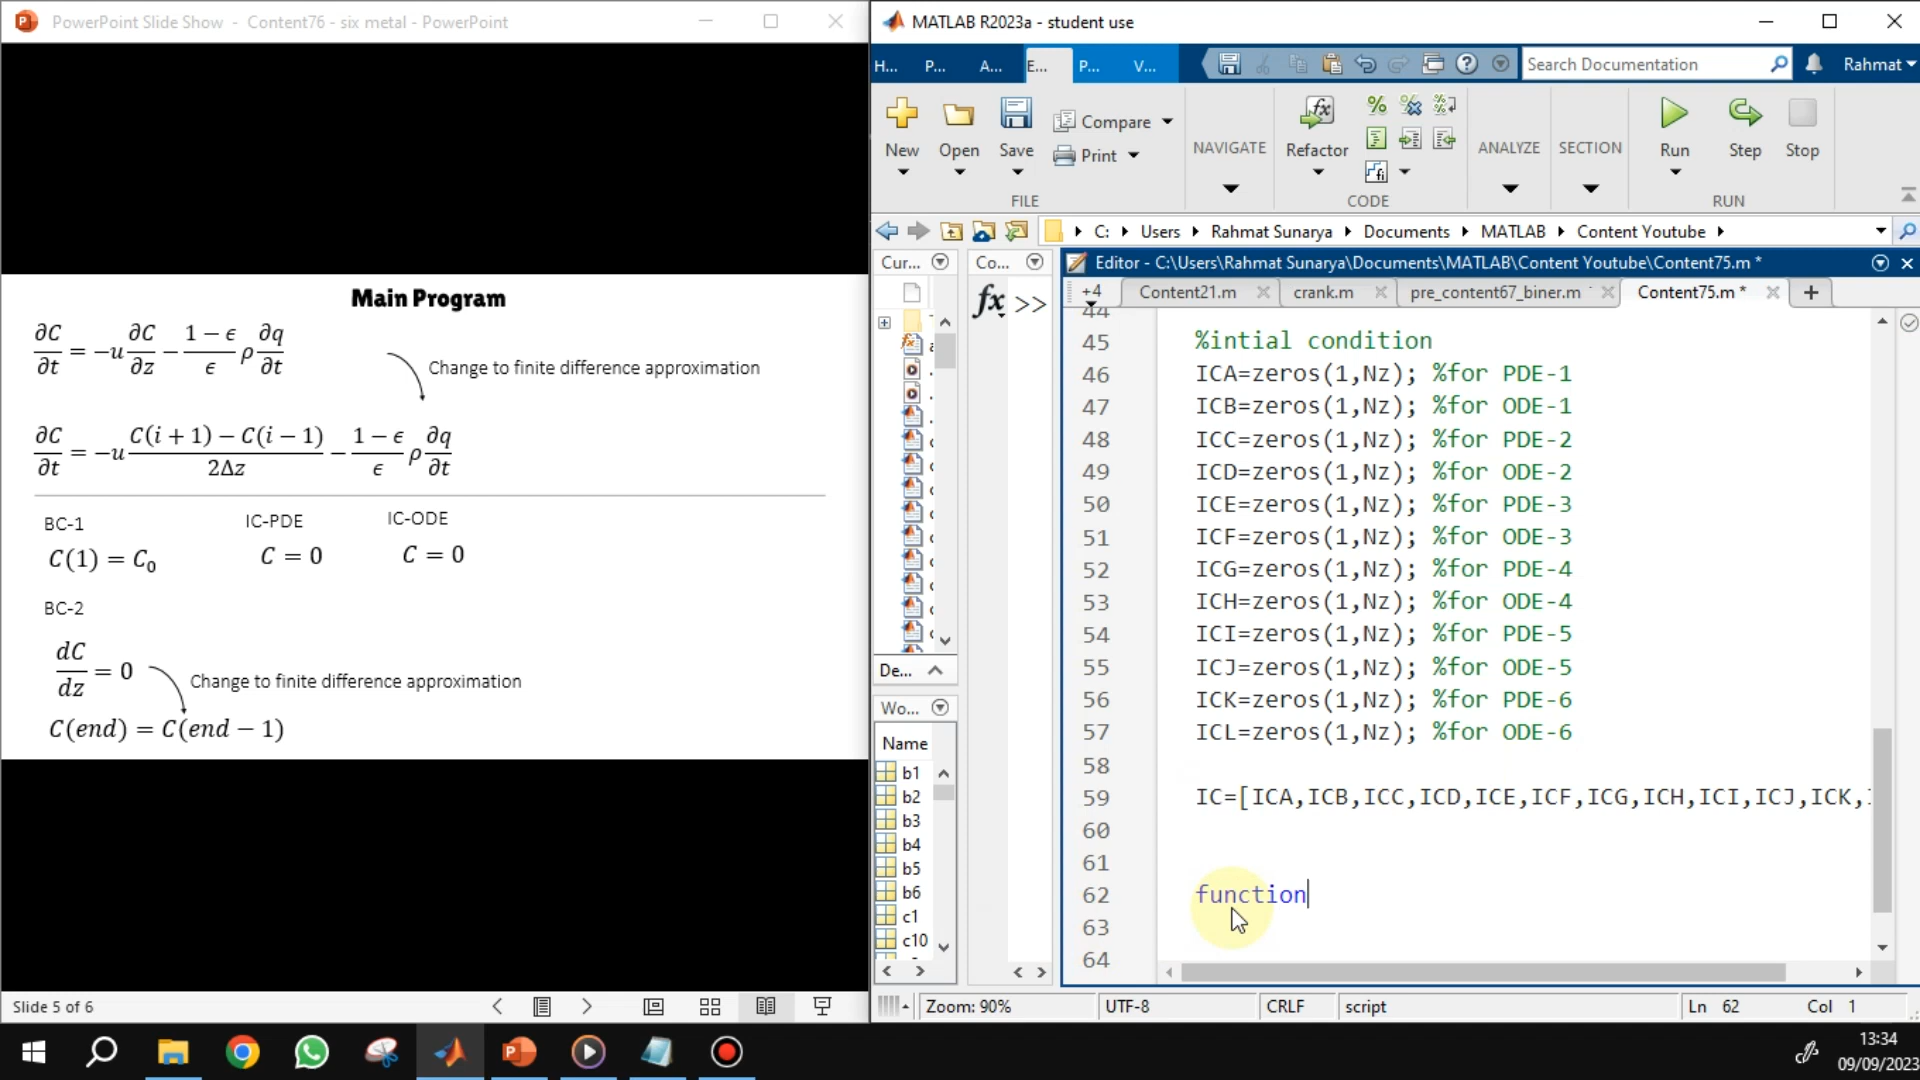 PowerPoint Slide Show - Content76 - six metal - PowerPoint
Main Program
∂C/∂t = −u ∂C/∂z − (1 − ϵ)/ϵ ρ ∂q/∂t
Change to finite difference approximation
∂C/∂t = −u (C(i + 1) − C(i − 1))/(2Δz) − (1 − ϵ)/ϵ ρ ∂q/∂t
BC-1 IC-PDE IC-ODE
C(1) = C₀ C = 0 C = 0
BC-2
dC/dz = 0
Change to finite difference approximation
C(end) = C(end − 1)
Slide 5 of 6
MATLAB R2023a - student use
H... P... A... E... P... V...
Search Documentation
Rahmat
New Open Save Compare Print
FILE
NAVIGATE
Refactor
CODE
ANALYZE
SECTION
Run Step Stop
RUN
C: Users Rahmat Sunarya Documents MATLAB Content Youtube
Cur...
Co...
Editor - C:\Users\Rahmat Sunarya\Documents\MATLAB\Content Youtube\Content75.m *
+4 Content21.m crank.m pre_content67_biner.m Content75.m * +
fx >>
De...
Wo...
Name
b1
b2
b3
b4
b5
b6
c1
c10
44
45 %intial condition
46 ICA=zeros(1,Nz); %for PDE-1
47 ICB=zeros(1,Nz); %for ODE-1
48 ICC=zeros(1,Nz); %for PDE-2
49 ICD=zeros(1,Nz); %for ODE-2
50 ICE=zeros(1,Nz); %for PDE-3
51 ICF=zeros(1,Nz); %for ODE-3
52 ICG=zeros(1,Nz); %for PDE-4
53 ICH=zeros(1,Nz); %for ODE-4
54 ICI=zeros(1,Nz); %for PDE-5
55 ICJ=zeros(1,Nz); %for ODE-5
56 ICK=zeros(1,Nz); %for PDE-6
57 ICL=zeros(1,Nz); %for ODE-6
58
59 IC=[ICA,ICB,ICC,ICD,ICE,ICF,ICG,ICH,ICI,ICJ,ICK,
60
61
62 function
63
64
Zoom: 90% UTF-8 CRLF script Ln 62 Col 1
13:34
09/09/2023